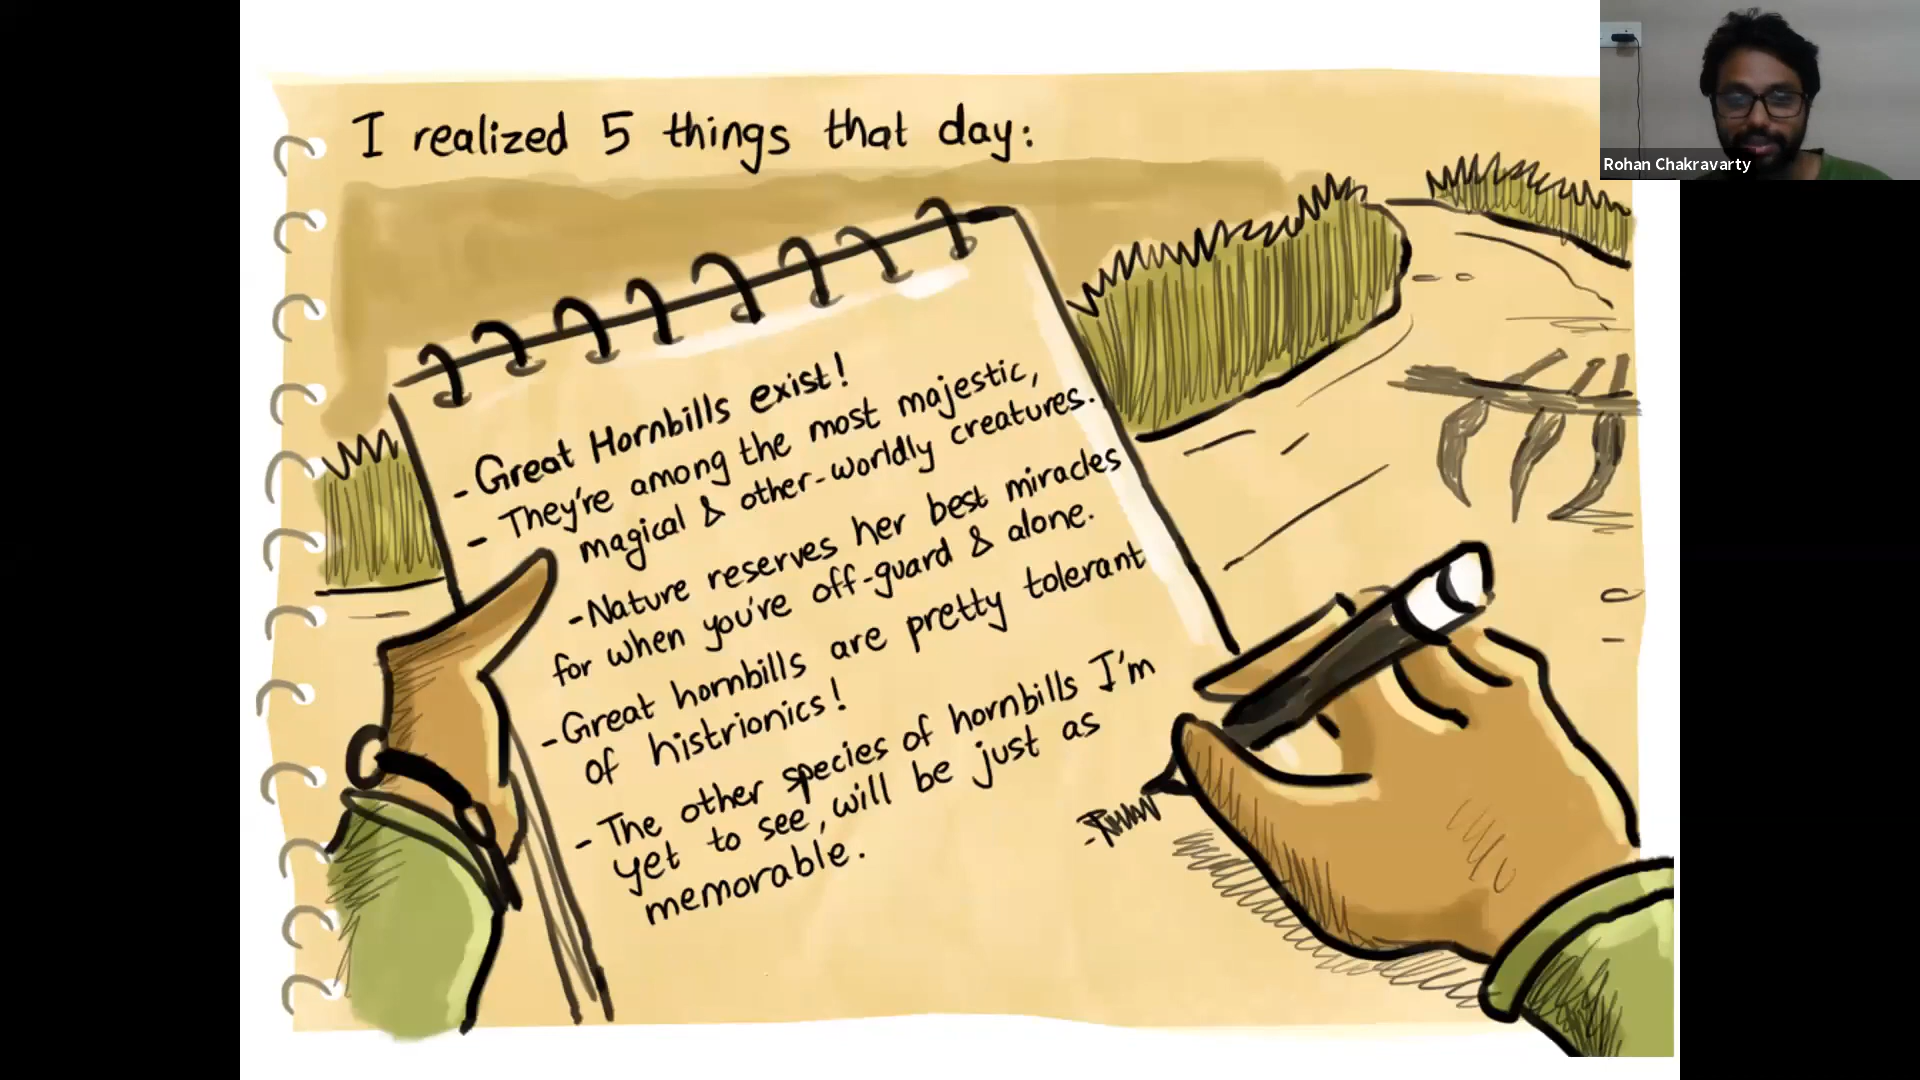 I realized 5 things that day:
- Great Hornbills exist!
- They're among the most majestic,
magical & other-worldly creatures.
- Nature reserves her best miracles
for when you're off-guard & alone.
- Great hornbills are pretty tolerant
of histrionics!
- The other species of hornbills I'm
yet to see, will be just as
memorable.
Rohan Chakravarty